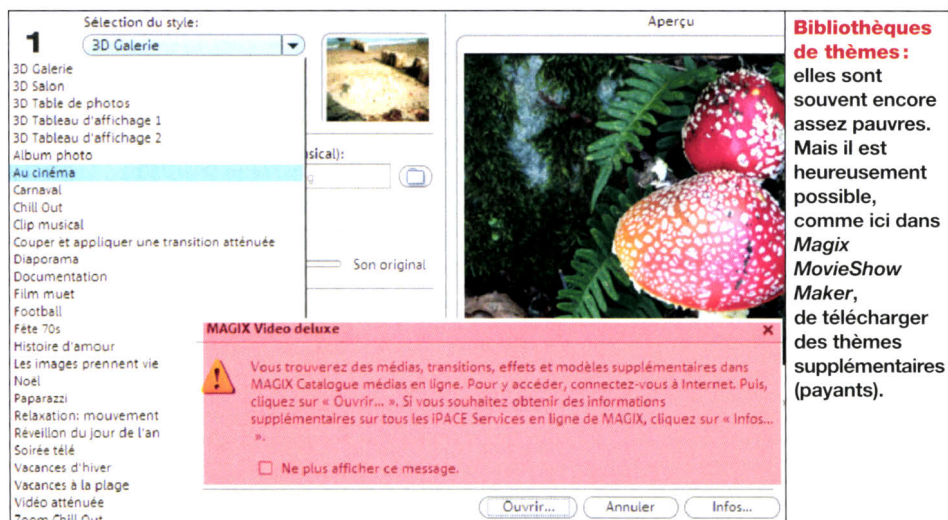 1
Sélection du style:
3D Galerie
3D Galerie
3D Salon
3D Table de photos
3D Tableau d'affichage 1
3D Tableau d'affichage 2
Album photo
Au cinéma
Carnaval
Chill Out
Clip musical
Couper et appliquer une transition atténuée
Diaporama
Documentation
Film muet
Football
Fête 70s
Histoire d'amour
Les images prennent vie
Noël
Paparazzi
Relaxation: mouvement
Réveillon du jour de l'an
Soirée télé
Vacances d'hiver
Vacances à la plage
Vidéo atténuée
Zoom Chill Out
sical):
Son original
Aperçu
MAGIX Video deluxe
Vous trouverez des médias, transitions, effets et modèles supplémentaires dans
MAGIX Catalogue médias en ligne. Pour y accéder, connectez-vous à Internet. Puis,
cliquez sur « Ouvrir... ». Si vous souhaitez obtenir des informations
supplémentaires sur tous les iPACE Services en ligne de MAGIX, cliquez sur « Infos...
».
Ne plus afficher ce message.
Ouvrir...
Annuler
Infos...
Bibliothèques
de thèmes :
elles sont
souvent encore
assez pauvres.
Mais il est
heureusement
possible,
comme ici dans
Magix
MovieShow
Maker,
de télécharger
des thèmes
supplémentaires
(payants).